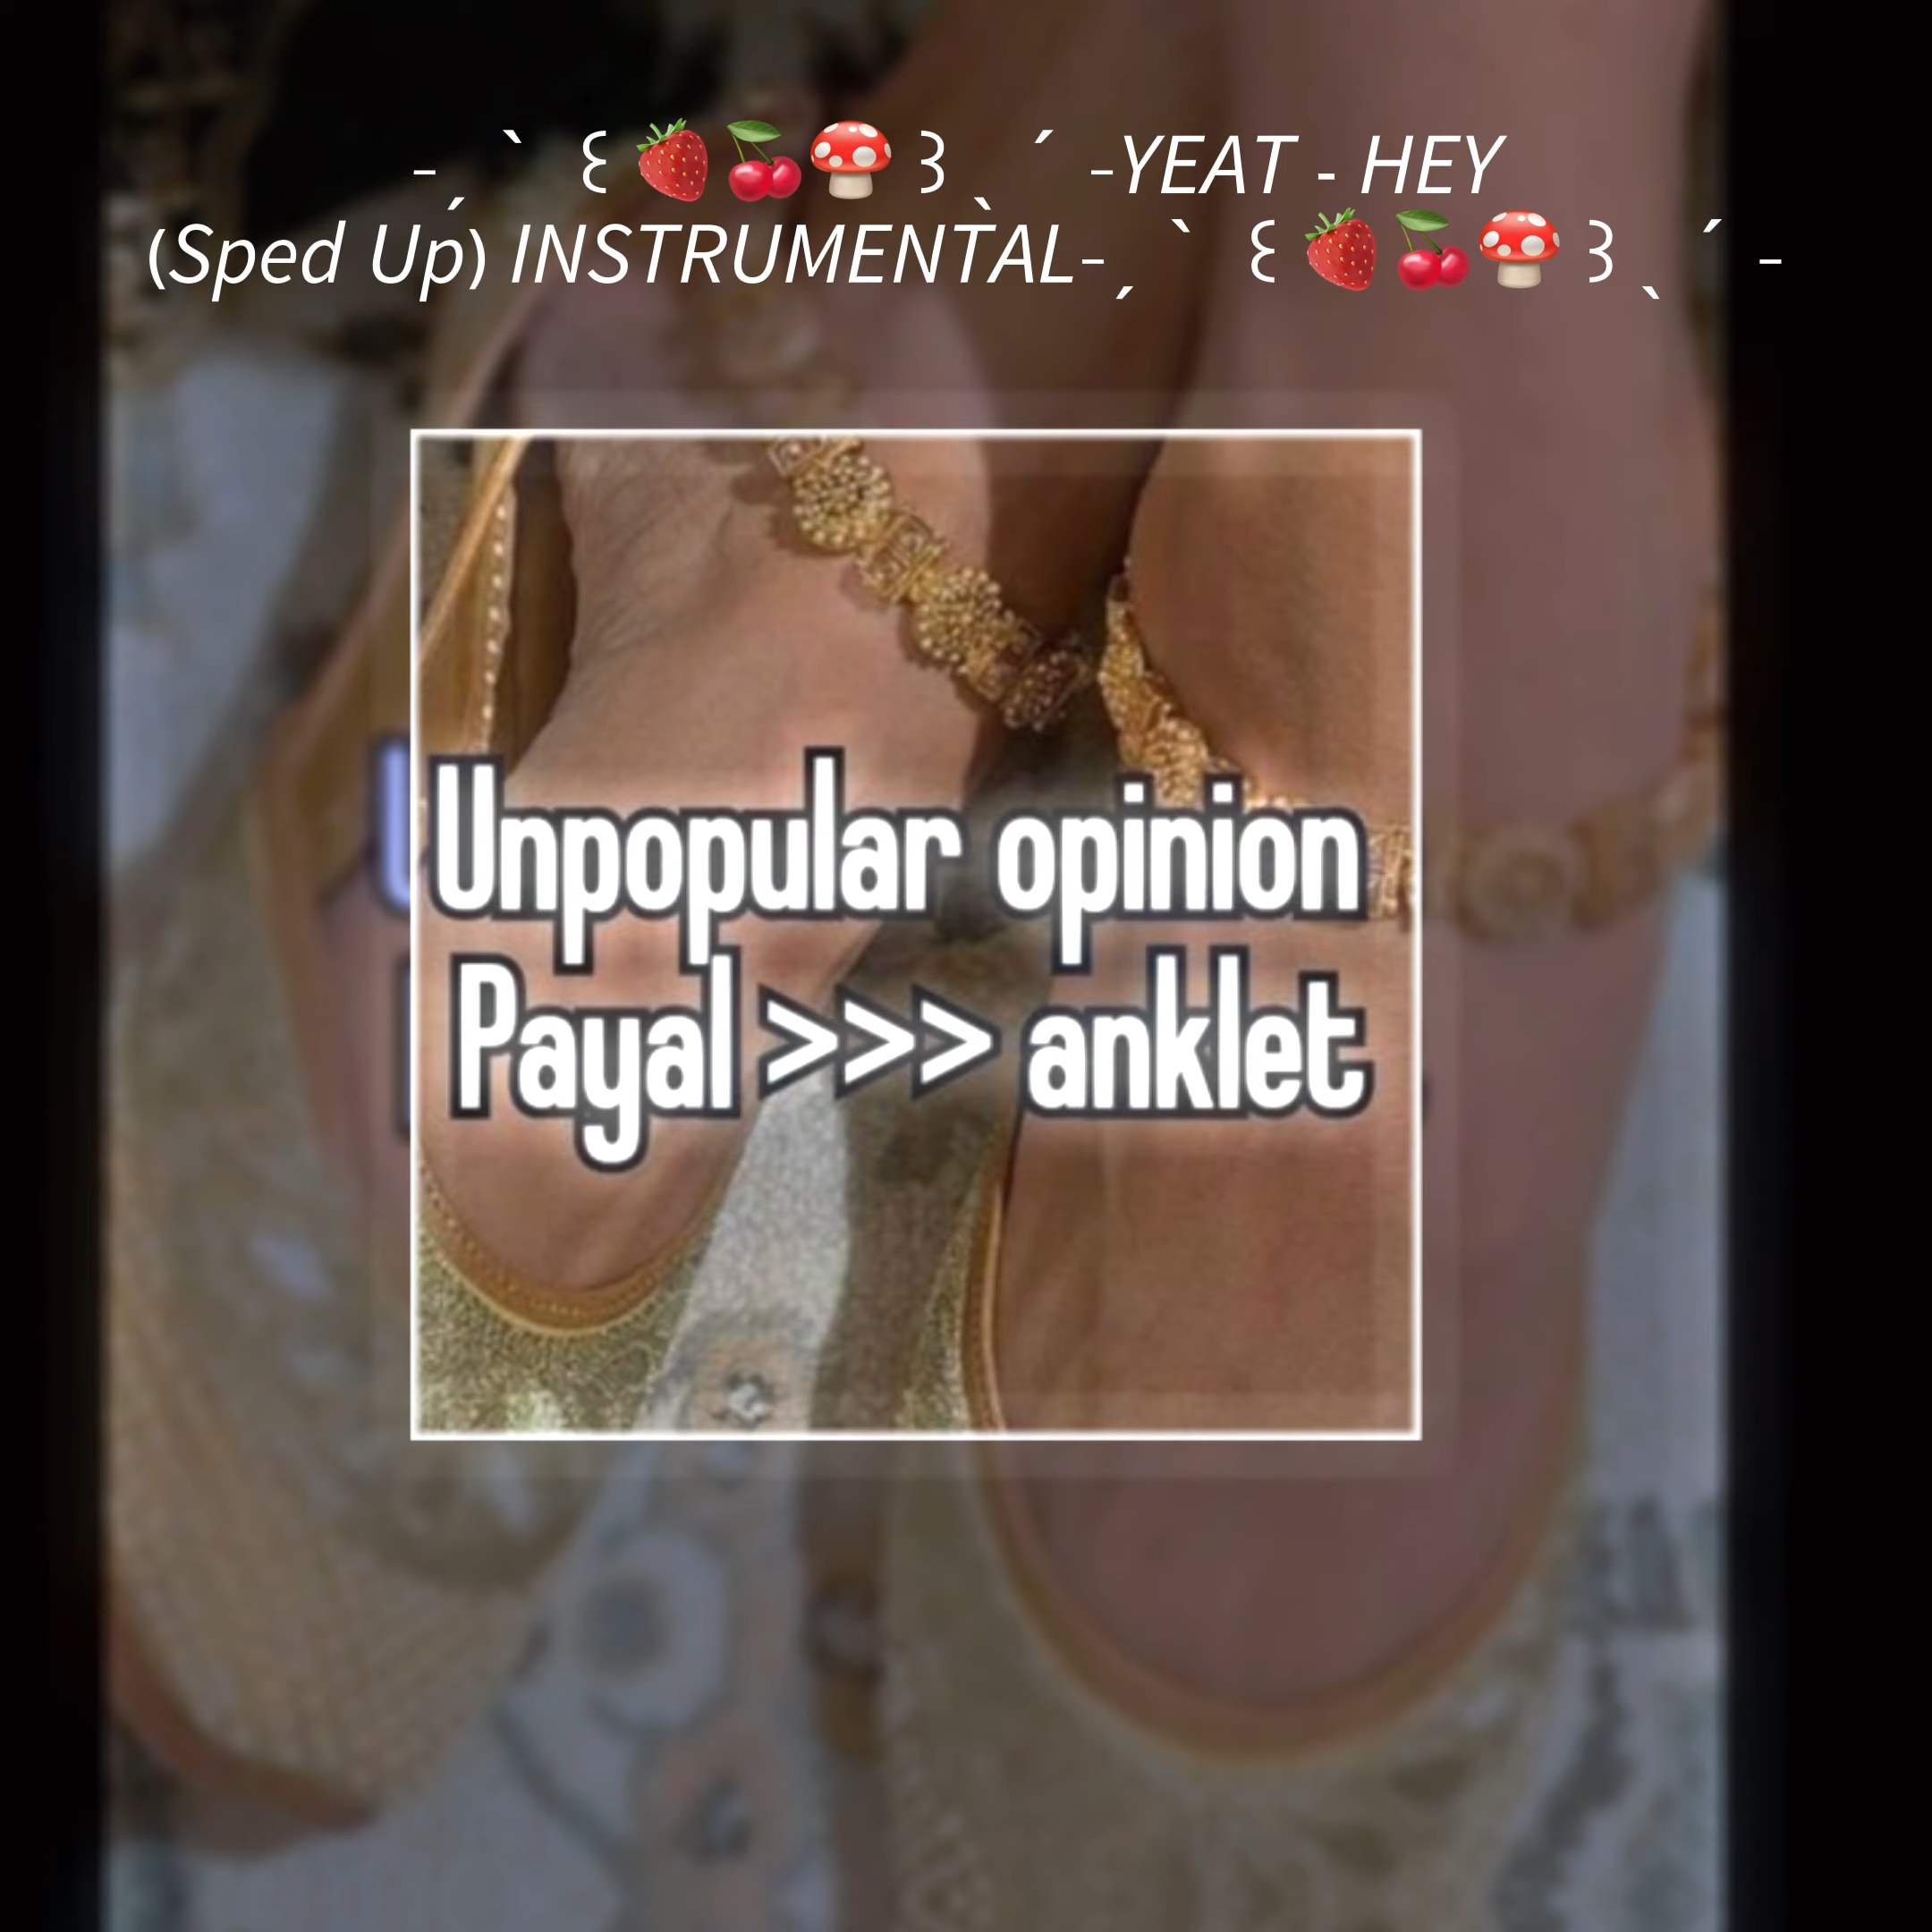 -ˏˋ ꒰🍓🍒🍄꒱ ˎˊ-YEAT - HEY
(Sped Up) INSTRUMENTAL-ˏˋ ꒰🍓🍒🍄꒱ ˎˊ-
Unpopular opinion
Payal >>> anklet